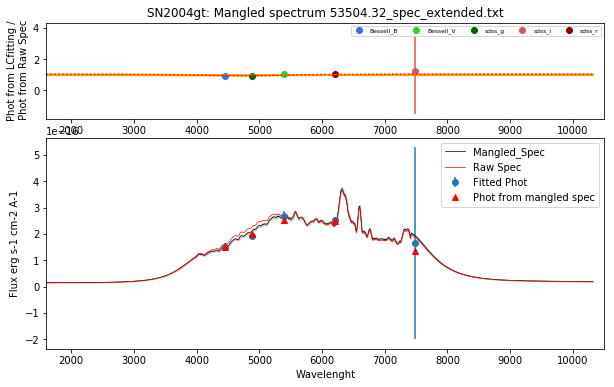 SN2004gt: Mangled spectrum 53504.32_spec_extended.txt
Phot from LCfitting /
Phot from Raw Spec
4
2
0
Bessell_B
Bessell_V
sdss_g
sdss_i
sdss_r
2000 3000 4000 5000 6000 7000 8000 9000 10000
1e−16
Flux erg s-1 cm-2 A-1
5
4
3
2
1
0
−1
−2
Mangled_Spec
Raw Spec
Fitted Phot
Phot from mangled spec
2000 3000 4000 5000 6000 7000 8000 9000 10000
Wavelenght